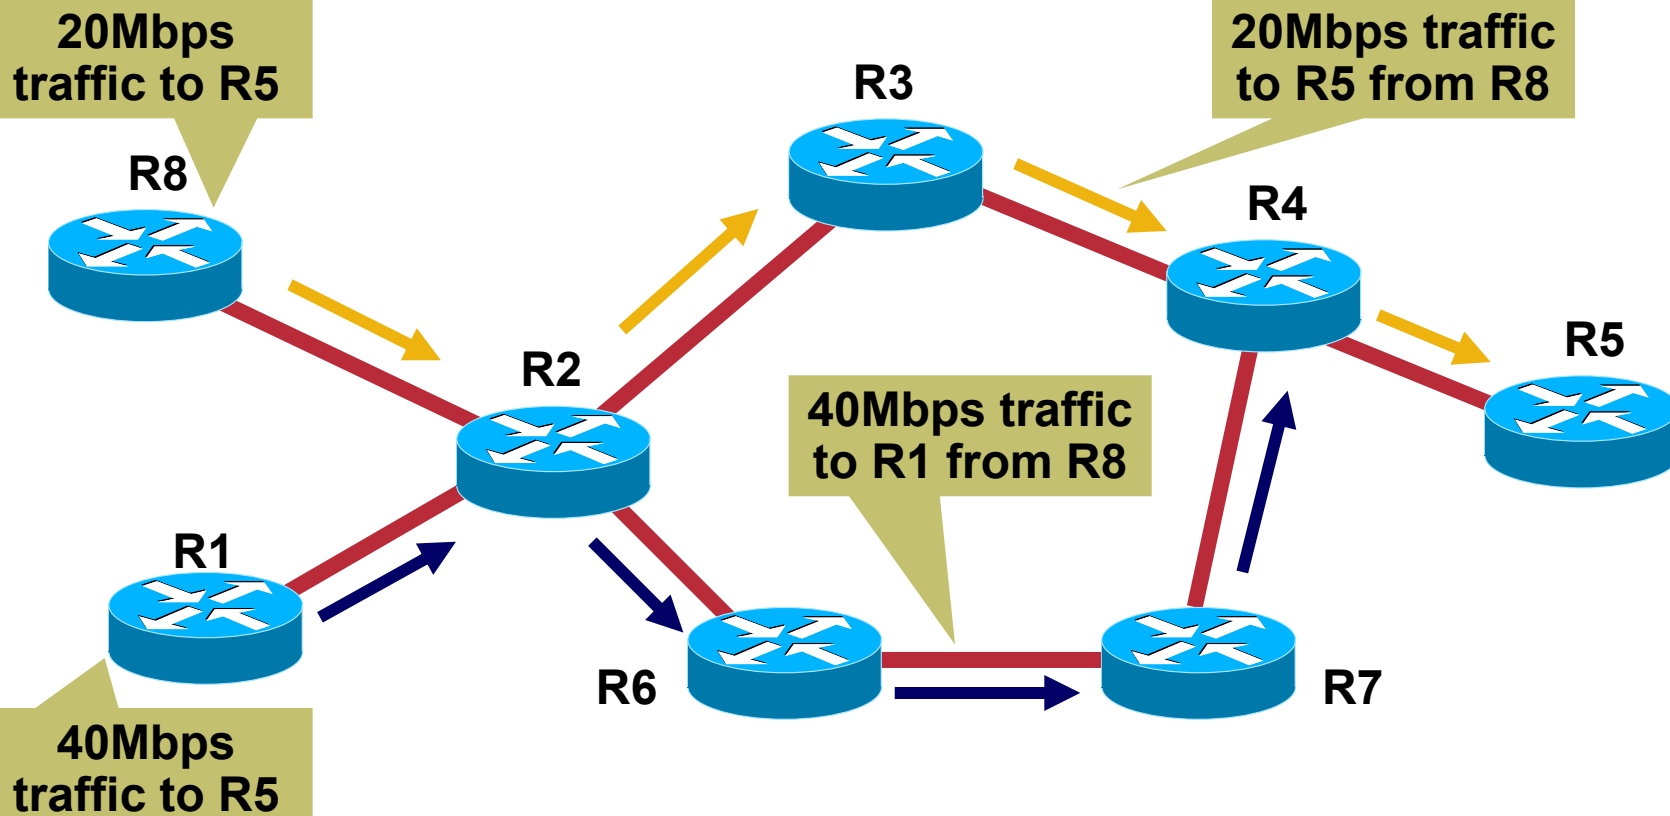 20Mbps
traffic to R5
20Mbps traffic
to R5 from R8
R3
R8
R4
R5
R2
40Mbps traffic
to R1 from R8
R1
R6
R7
40Mbps
traffic to R5